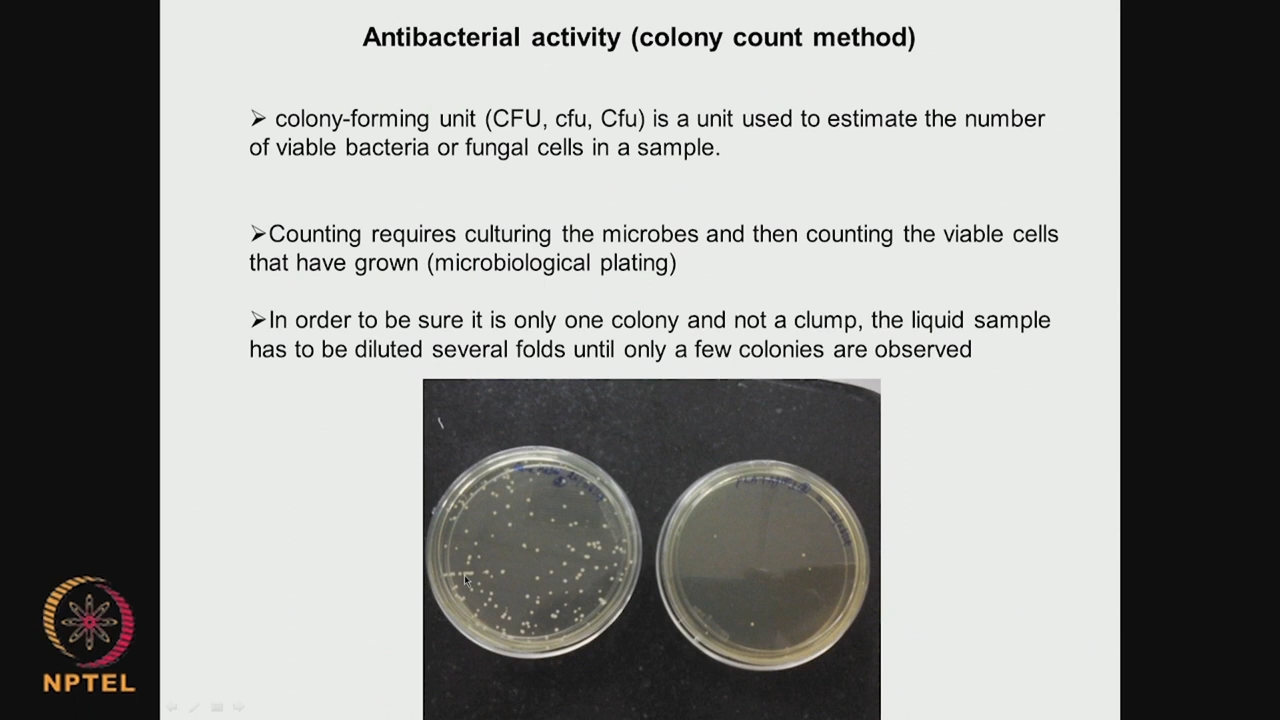 Antibacterial activity (colony count method)
➢ colony-forming unit (CFU, cfu, Cfu) is a unit used to estimate the number
of viable bacteria or fungal cells in a sample.
➢Counting requires culturing the microbes and then counting the viable cells
that have grown (microbiological plating)
➢In order to be sure it is only one colony and not a clump, the liquid sample
has to be diluted several folds until only a few colonies are observed
NPTEL